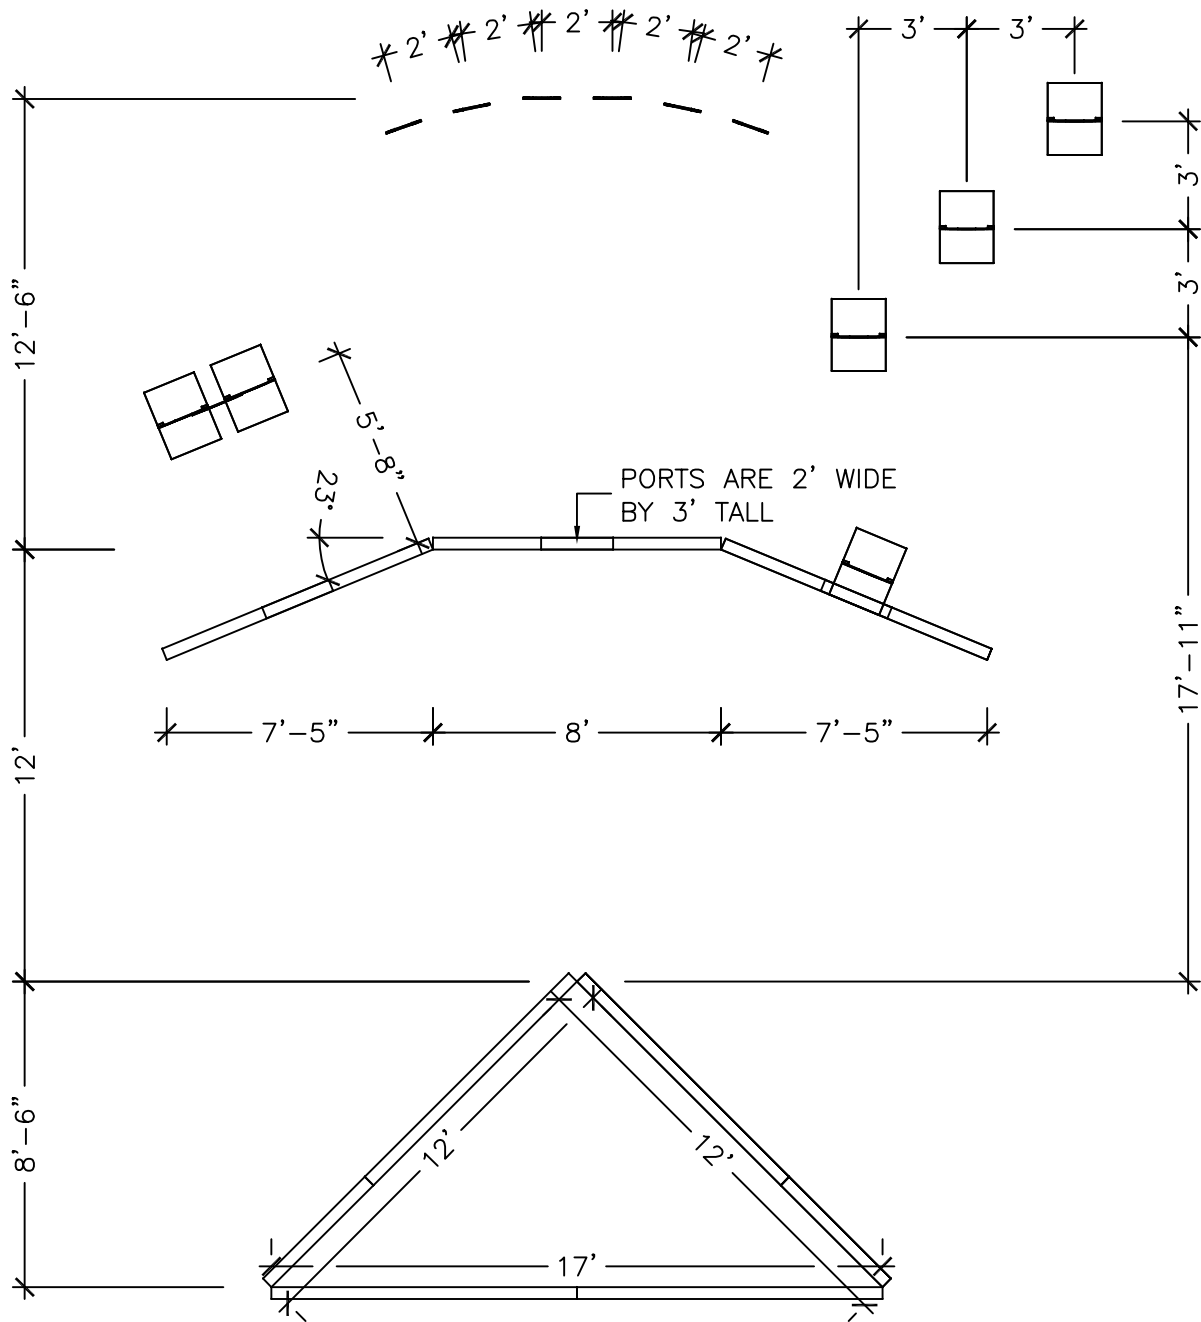 2' 2' 2' 2' 2'
3' 3'
3'
3'
12'-6"
5'-8"
23°
PORTS ARE 2' WIDE
BY 3' TALL
17'-11"
7'-5" 8' 7'-5"
12'
8'-6"
12' 12'
17'